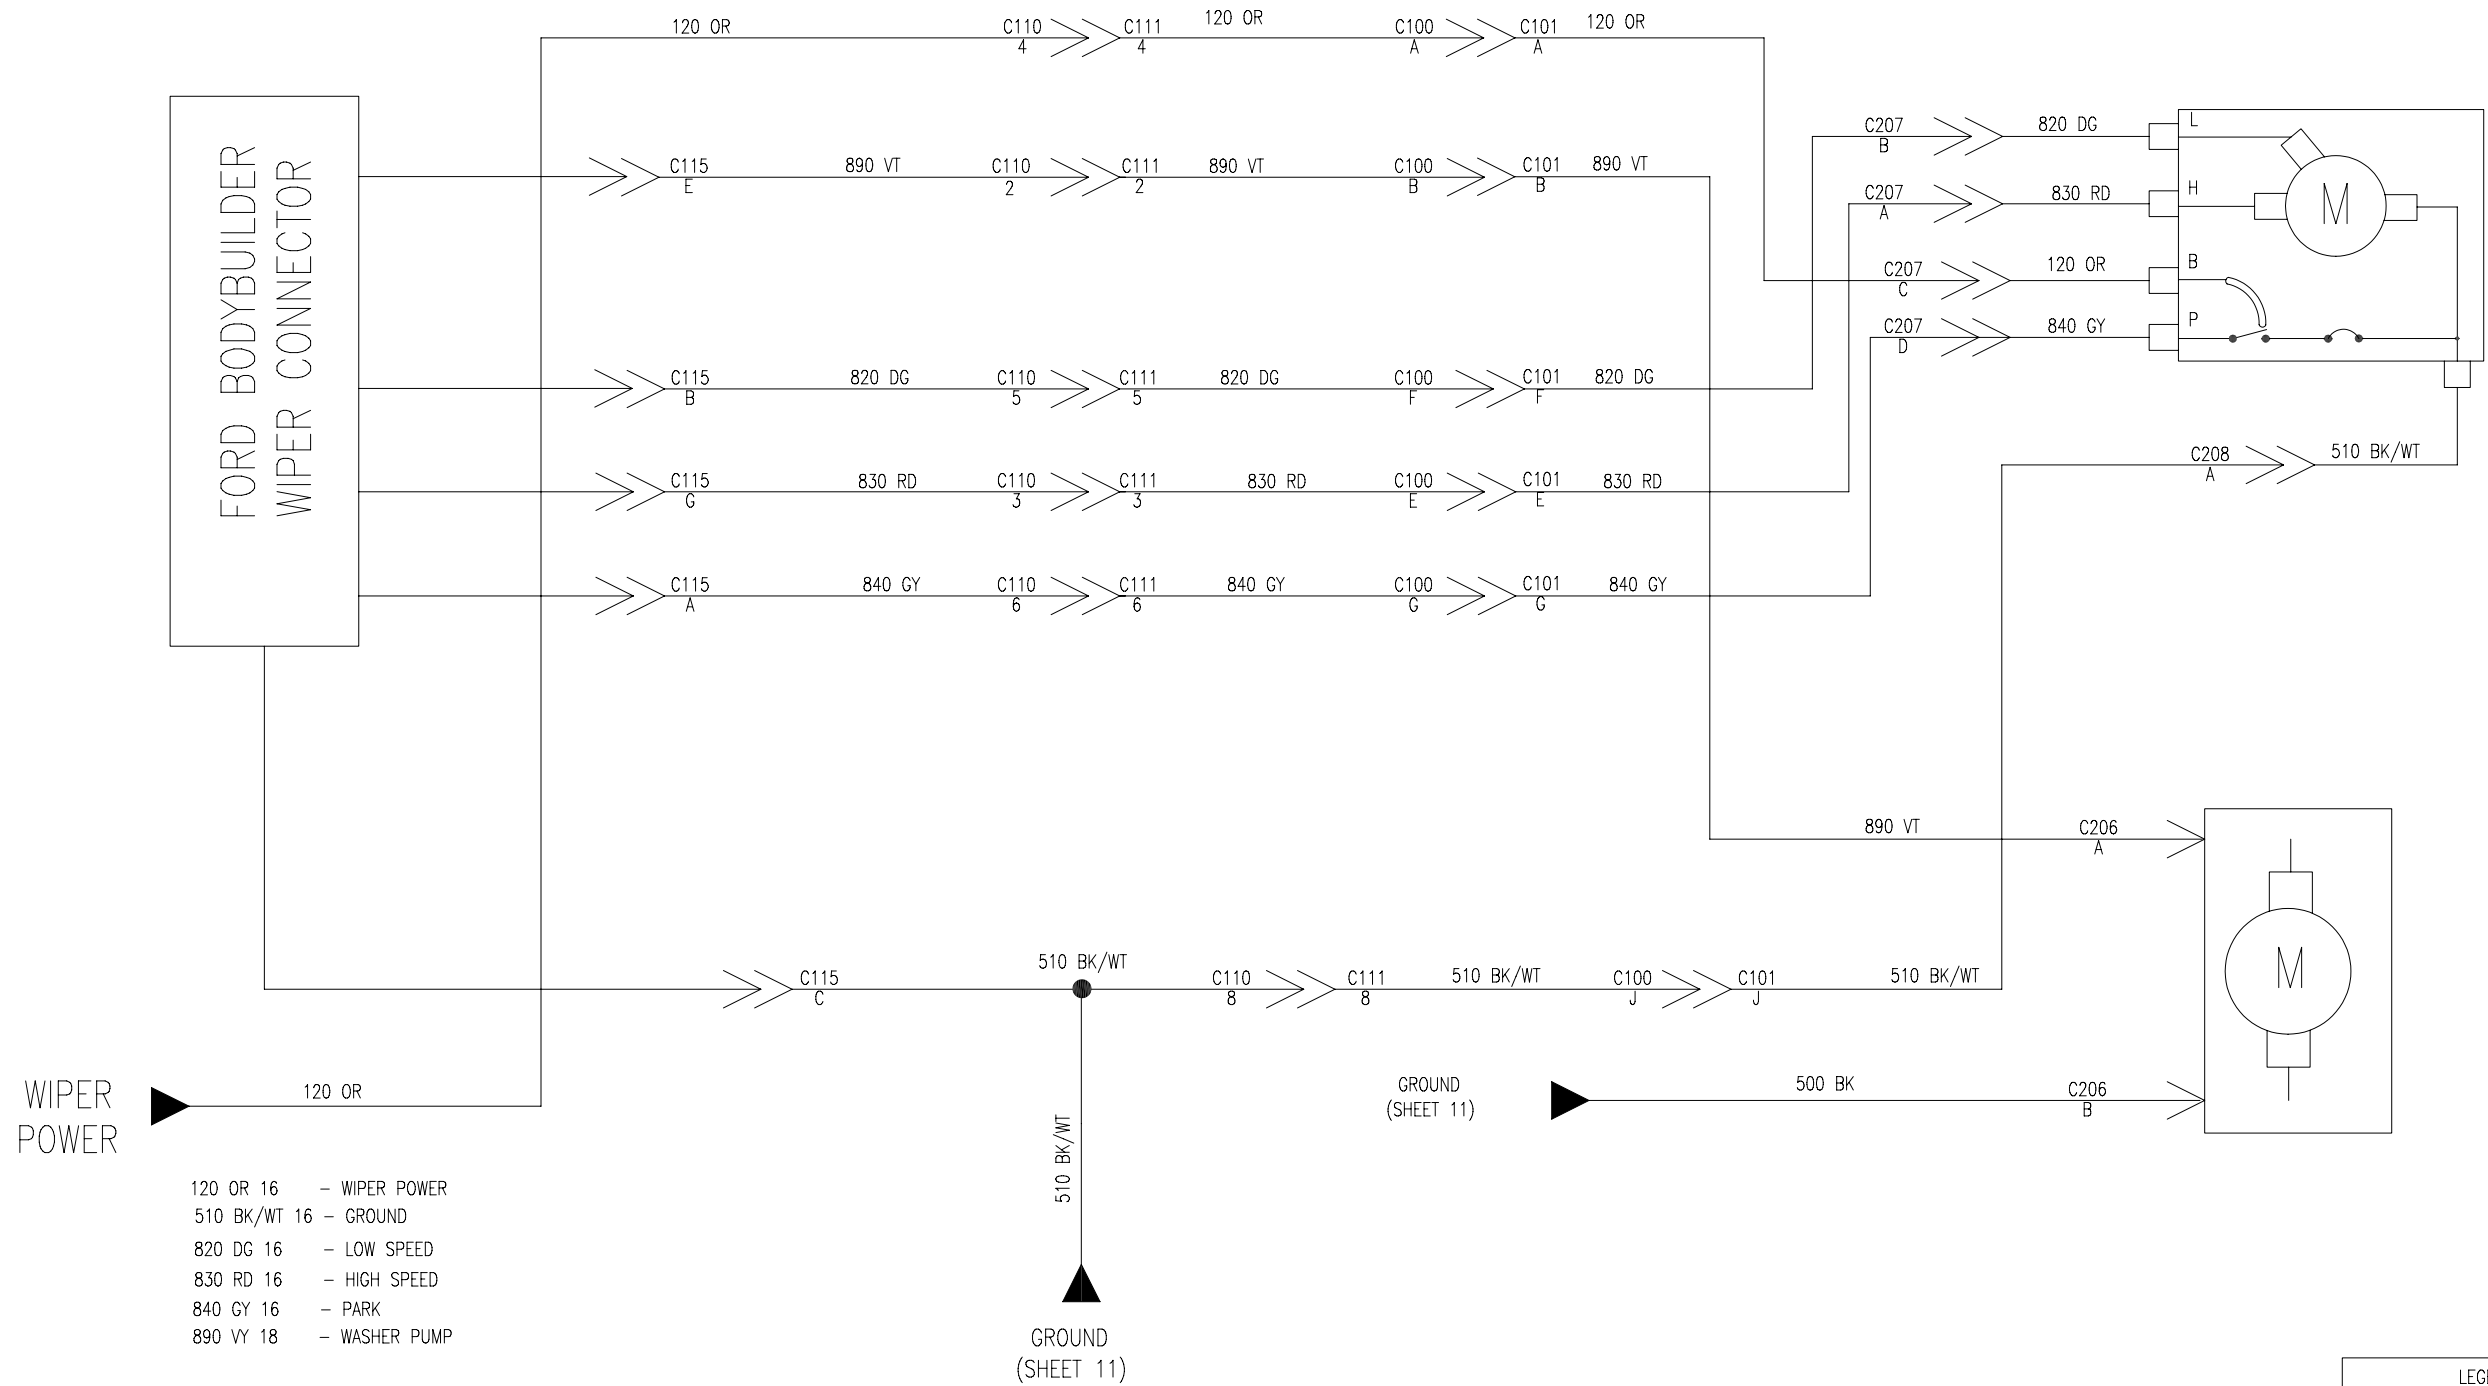 120 OR
C110
4
C111
4
120 OR
C100
A
C101
A
120 OR
FORD BODYBUILDER
WIPER CONNECTOR
C115
E
890 VT
C110
2
C111
2
890 VT
C100
B
C101
B
890 VT
C207
B
820 DG
L
C207
A
830 RD
H
M
C207
C
120 OR
B
C207
D
840 GY
P
C115
B
820 DG
C110
5
C111
5
820 DG
C100
F
C101
F
820 DG
C115
G
830 RD
C110
3
C111
3
830 RD
C100
E
C101
E
830 RD
C208
A
510 BK/WT
C115
A
840 GY
C110
6
C111
6
840 GY
C100
G
C101
G
840 GY
890 VT
C206
A
M
C115
C
510 BK/WT
C110
8
C111
8
510 BK/WT
C100
J
C101
J
510 BK/WT
WIPER
POWER
120 OR
510 BK/WT
GROUND
(SHEET 11)
500 BK
C206
B
120 OR 16 – WIPER POWER
510 BK/WT 16 – GROUND
820 DG 16 – LOW SPEED
830 RD 16 – HIGH SPEED
840 GY 16 – PARK
890 VY 18 – WASHER PUMP
GROUND
(SHEET 11)